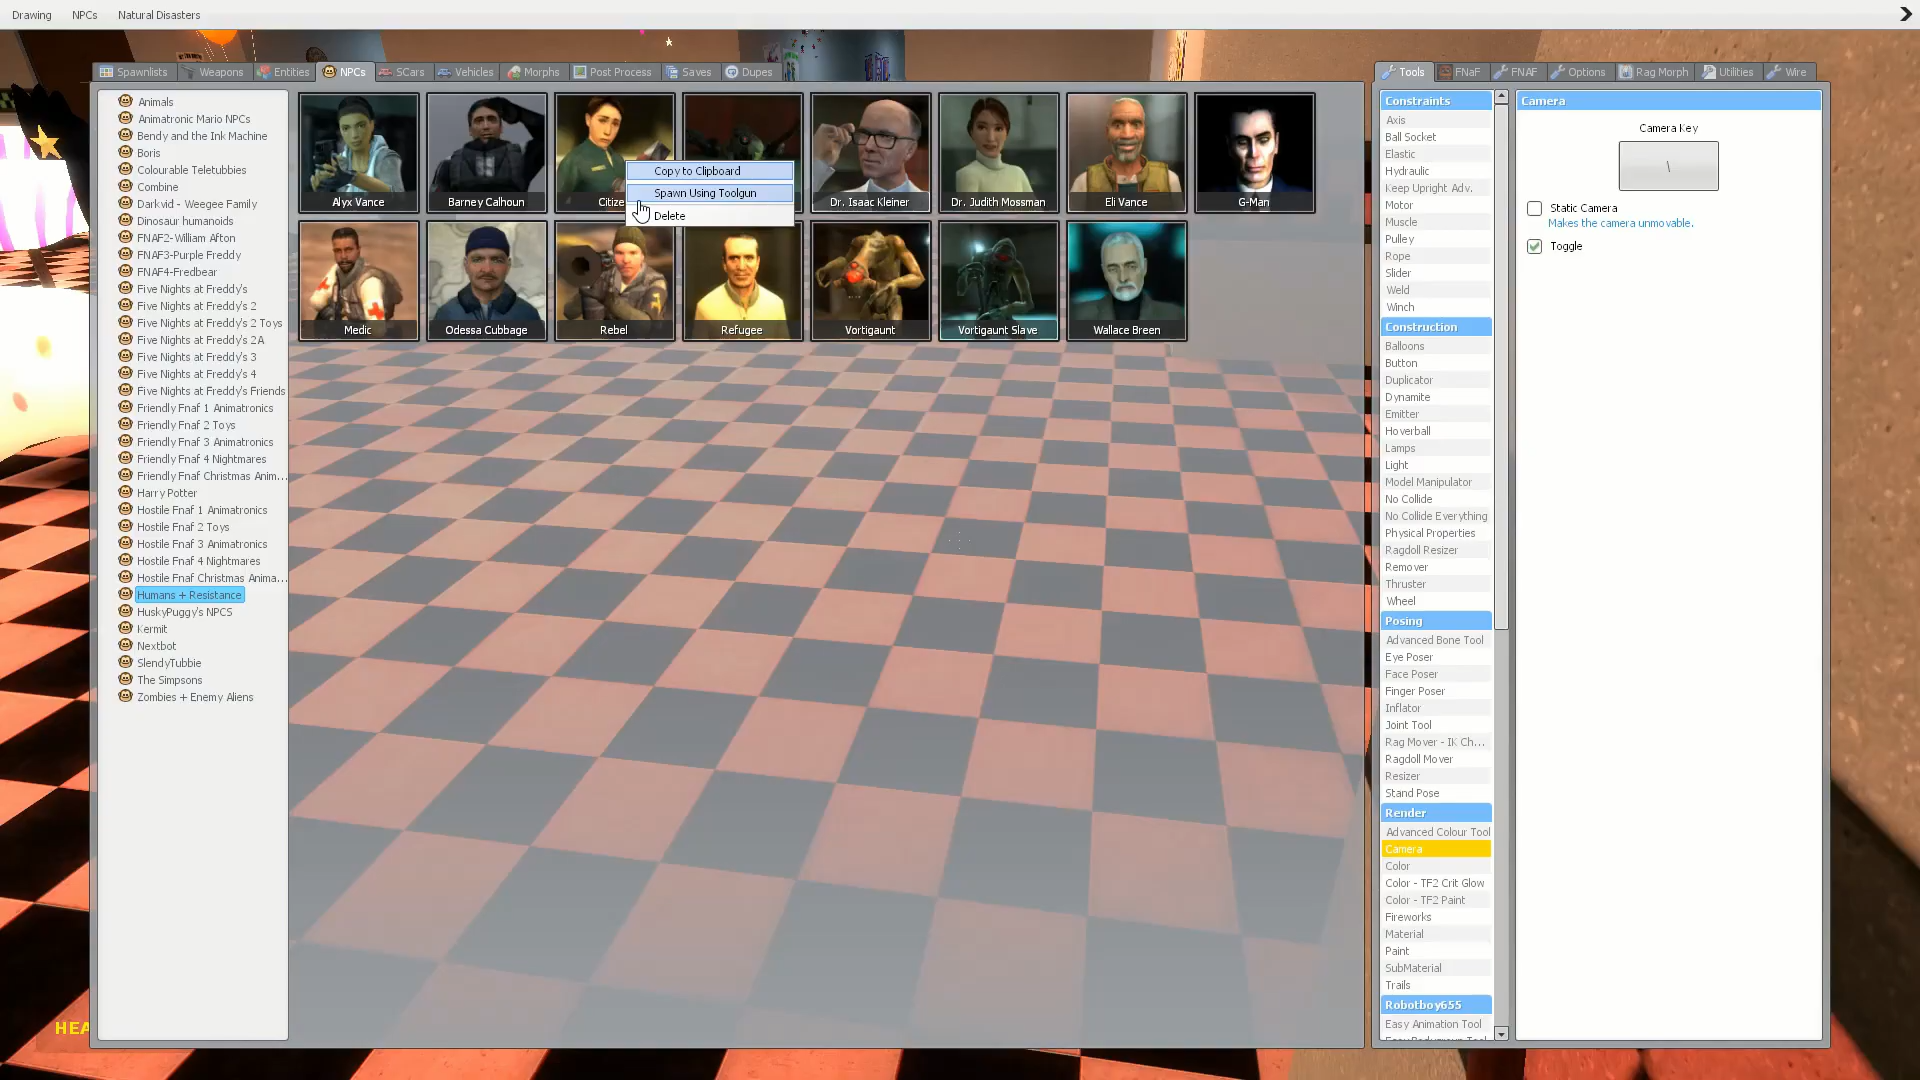 Drawing NPCs Natural Disasters
Spawnlists Weapons Entities NPCs SCars Vehicles Morphs Post Process Saves Dupes
Tools FNaF FNAF Options Rag Morph Utilities Wire
Animals
Animatronic Mario NPCs
Bendy and the Ink Machine
Boris
Colourable Teletubbies
Combine
Darkvid - Weegee Family
Dinosaur humanoids
FNAF2-William Afton
FNAF3-Purple Freddy
FNAF4-Fredbear
Five Nights at Freddy's
Five Nights at Freddy's 2
Five Nights at Freddy's 2 Toys
Five Nights at Freddy's 2A
Five Nights at Freddy's 3
Five Nights at Freddy's 4
Five Nights at Freddy's Friends
Friendly Fnaf 1 Animatronics
Friendly Fnaf 2 Toys
Friendly Fnaf 3 Animatronics
Friendly Fnaf 4 Nightmares
Friendly Fnaf Christmas Anim...
Harry Potter
Hostile Fnaf 1 Animatronics
Hostile Fnaf 2 Toys
Hostile Fnaf 3 Animatronics
Hostile Fnaf 4 Nightmares
Hostile Fnaf Christmas Anima...
Humans + Resistance
HuskyPuggy's NPCS
Kermit
Nextbot
SlendyTubbie
The Simpsons
Zombies + Enemy Aliens
Alyx Vance
Barney Calhoun
Citize
Dr. Isaac Kleiner
Dr. Judith Mossman
Eli Vance
G-Man
Copy to Clipboard
Spawn Using Toolgun
Delete
Medic
Odessa Cubbage
Rebel
Refugee
Vortigaunt
Vortigaunt Slave
Wallace Breen
HEA
Constraints
Axis
Ball Socket
Elastic
Hydraulic
Keep Upright Adv.
Motor
Muscle
Pulley
Rope
Slider
Weld
Winch
Construction
Balloons
Button
Duplicator
Dynamite
Emitter
Hoverball
Lamps
Light
Model Manipulator
No Collide
No Collide Everything
Physical Properties
Ragdoll Resizer
Remover
Thruster
Wheel
Posing
Advanced Bone Tool
Eye Poser
Face Poser
Finger Poser
Inflator
Joint Tool
Rag Mover - IK Ch...
Ragdoll Mover
Resizer
Stand Pose
Render
Advanced Colour Tool
Camera
Color
Color - TF2 Crit Glow
Color - TF2 Paint
Fireworks
Material
Paint
SubMaterial
Trails
Robotboy655
Easy Animation Tool
Camera
Camera Key
\
Static Camera
Makes the camera unmovable.
Toggle